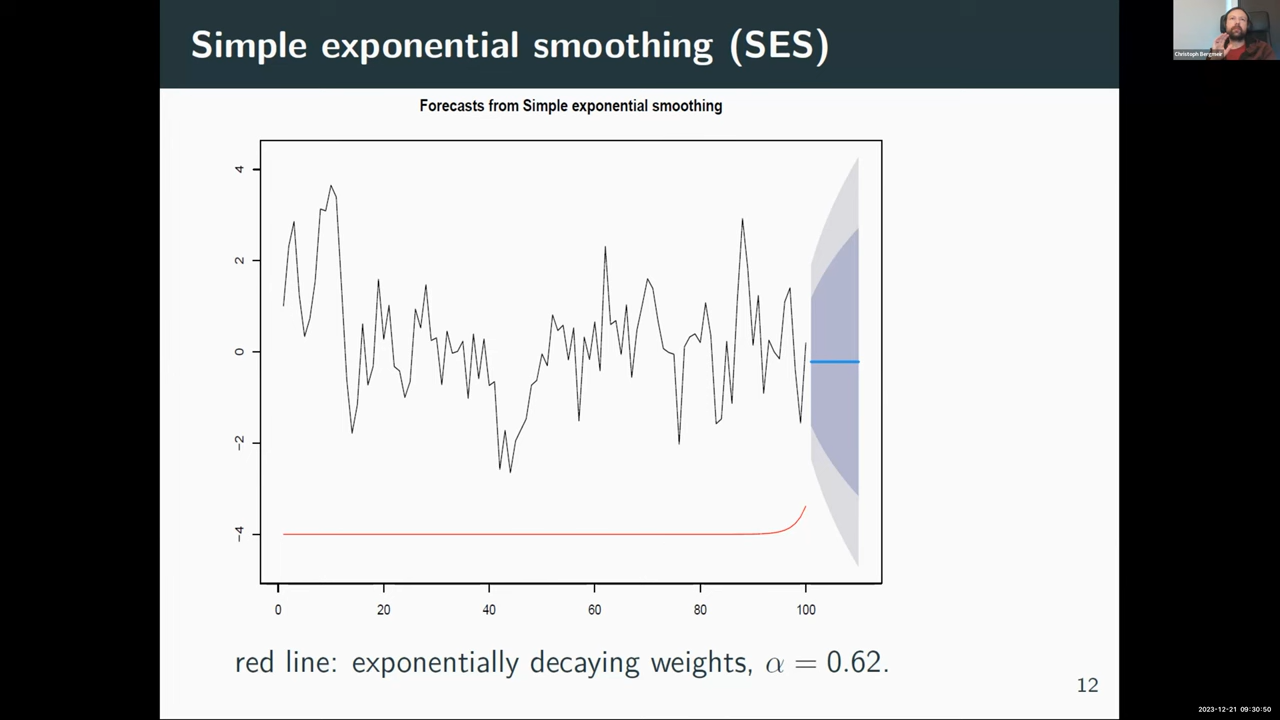 Simple exponential smoothing (SES)
Christoph Bergmeir
Forecasts from Simple exponential smoothing
4
2
0
−2
−4
0 20 40 60 80 100
red line: exponentially decaying weights, α = 0.62.
12
2023-12-21 09:30:50